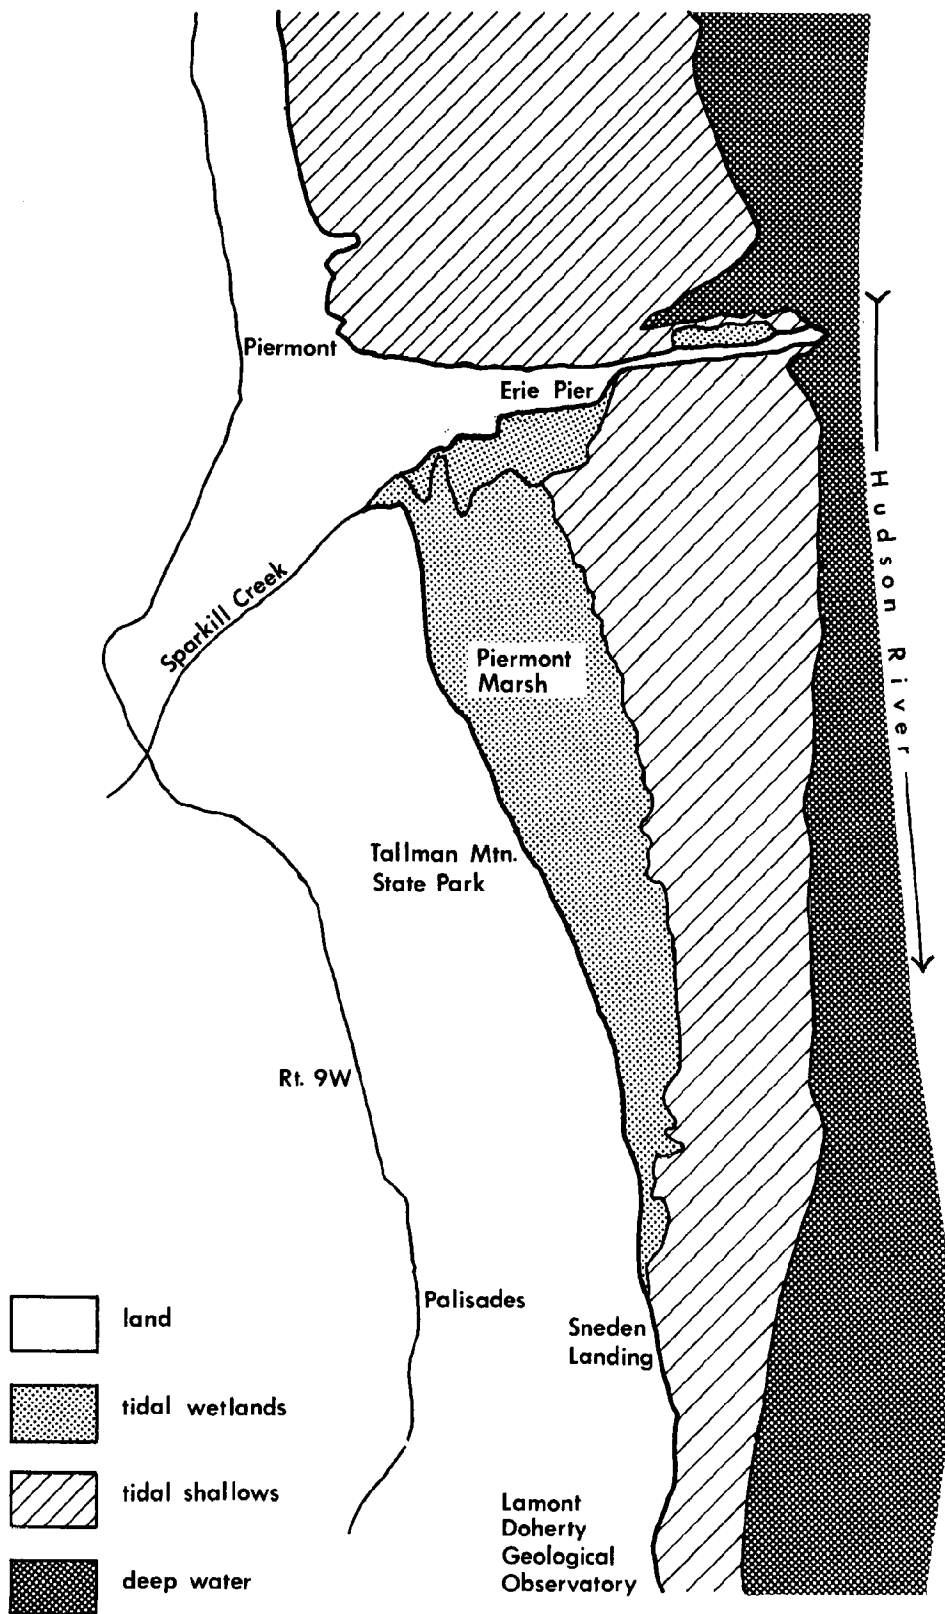 Piermont
Erie Pier
Hudson River
Sparkill Creek
Piermont
Marsh
Tallman Mtn.
State Park
Rt. 9W
Palisades
Sneden
Landing
Lamont
Doherty
Geological
Observatory
land
tidal wetlands
tidal shallows
deep water